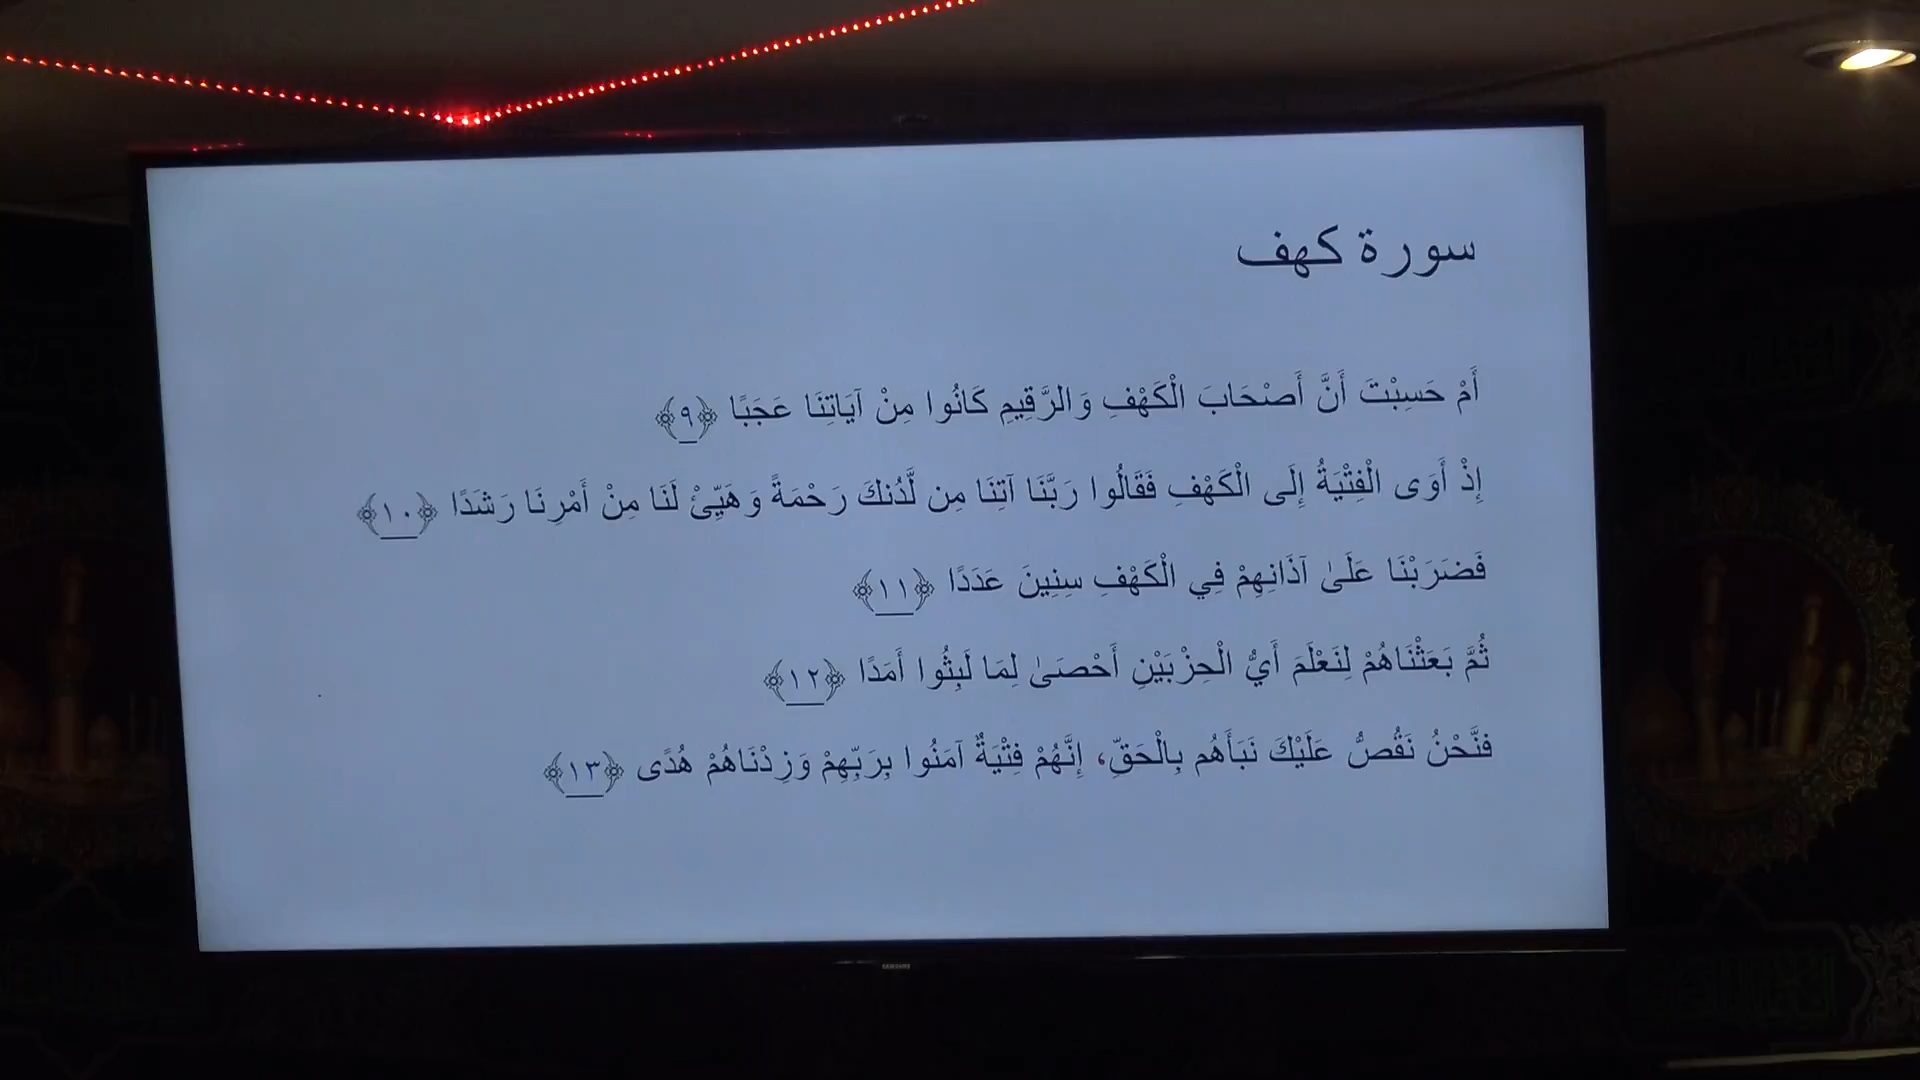 سورة كهف
أَمْ حَسِبْتَ أَنَّ أَصْحَابَ الْكَهْفِ وَالرَّقِيمِ كَانُوا مِنْ آيَاتِنَا عَجَبًا ﴿٩﴾
إِذْ أَوَى الْفِتْيَةُ إِلَى الْكَهْفِ فَقَالُوا رَبَّنَا آتِنَا مِن لَّدُنكَ رَحْمَةً وَهَيِّئْ لَنَا مِنْ أَمْرِنَا رَشَدًا ﴿١٠﴾
فَضَرَبْنَا عَلَىٰ آذَانِهِمْ فِي الْكَهْفِ سِنِينَ عَدَدًا ﴿١١﴾
ثُمَّ بَعَثْنَاهُمْ لِنَعْلَمَ أَيُّ الْحِزْبَيْنِ أَحْصَىٰ لِمَا لَبِثُوا أَمَدًا ﴿١٢﴾
نَّحْنُ نَقُصُّ عَلَيْكَ نَبَأَهُم بِالْحَقِّ، إِنَّهُمْ فِتْيَةٌ آمَنُوا بِرَبِّهِمْ وَزِدْنَاهُمْ هُدًى ﴿١٣﴾
SAMSUNG